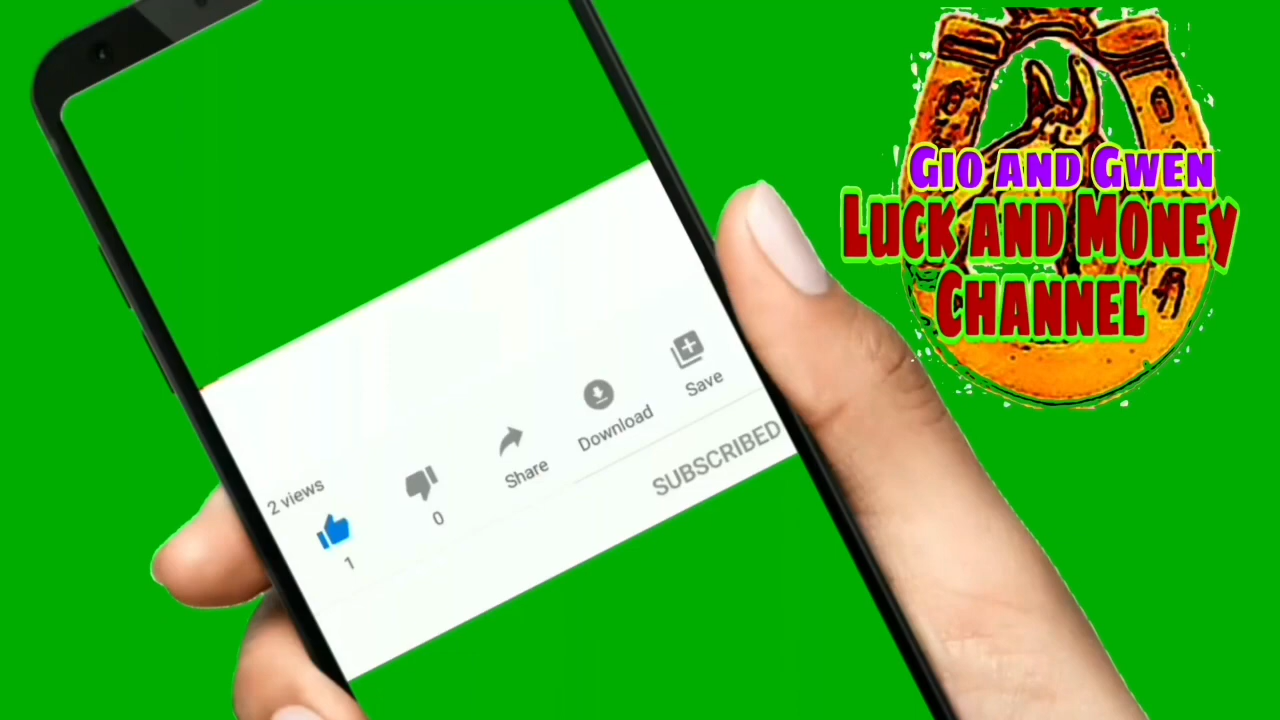 Gio and Gwen
Luck and Money
Channel
2 views
1
0
Share
Download
Save
SUBSCRIBED